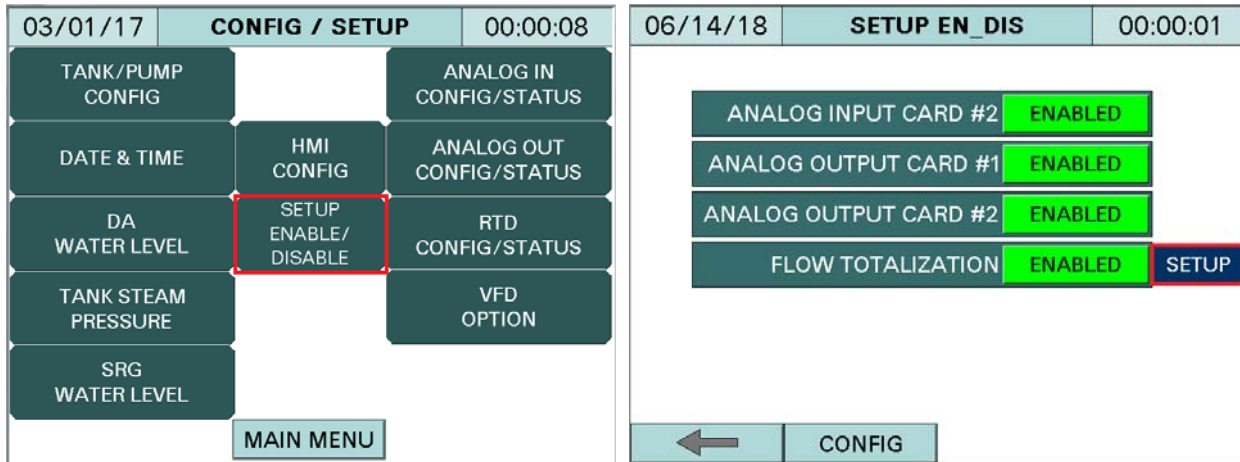 03/01/17 CONFIG / SETUP 00:00:08
TANK/PUMP
CONFIG
DATE & TIME
DA
WATER LEVEL
TANK STEAM
PRESSURE
SRG
WATER LEVEL
HMI
CONFIG
SETUP
ENABLE/
DISABLE
MAIN MENU
ANALOG IN
CONFIG/STATUS
ANALOG OUT
CONFIG/STATUS
RTD
CONFIG/STATUS
VFD
OPTION
06/14/18 SETUP EN_DIS 00:00:01
ANALOG INPUT CARD #2 ENABLED
ANALOG OUTPUT CARD #1 ENABLED
ANALOG OUTPUT CARD #2 ENABLED
FLOW TOTALIZATION ENABLED SETUP
CONFIG